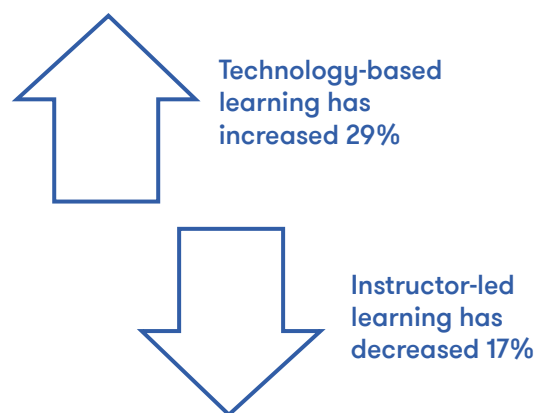 Technology-based
learning has
increased 29%
Instructor-led
learning has
decreased 17%